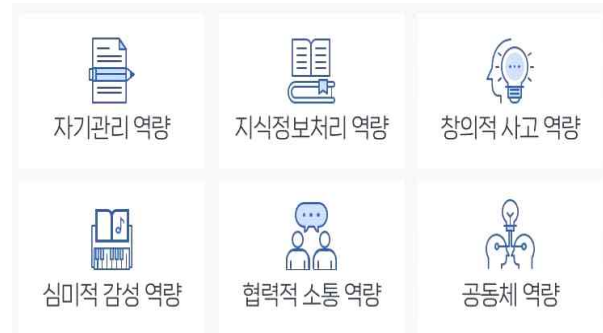 자기관리 역량
지식정보처리 역량
창의적 사고 역량
심미적 감성 역량
협력적 소통 역량
공동체 역량